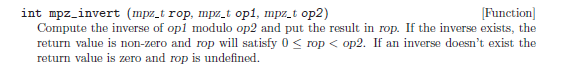 int mpz_invert (mpz_t rop, mpz_t op1, mpz_t op2) [Function]
Compute the inverse of op1 modulo op2 and put the result in rop. If the inverse exists, the
return value is non-zero and rop will satisfy 0 ≤ rop < op2. If an inverse doesn't exist the
return value is zero and rop is undefined.